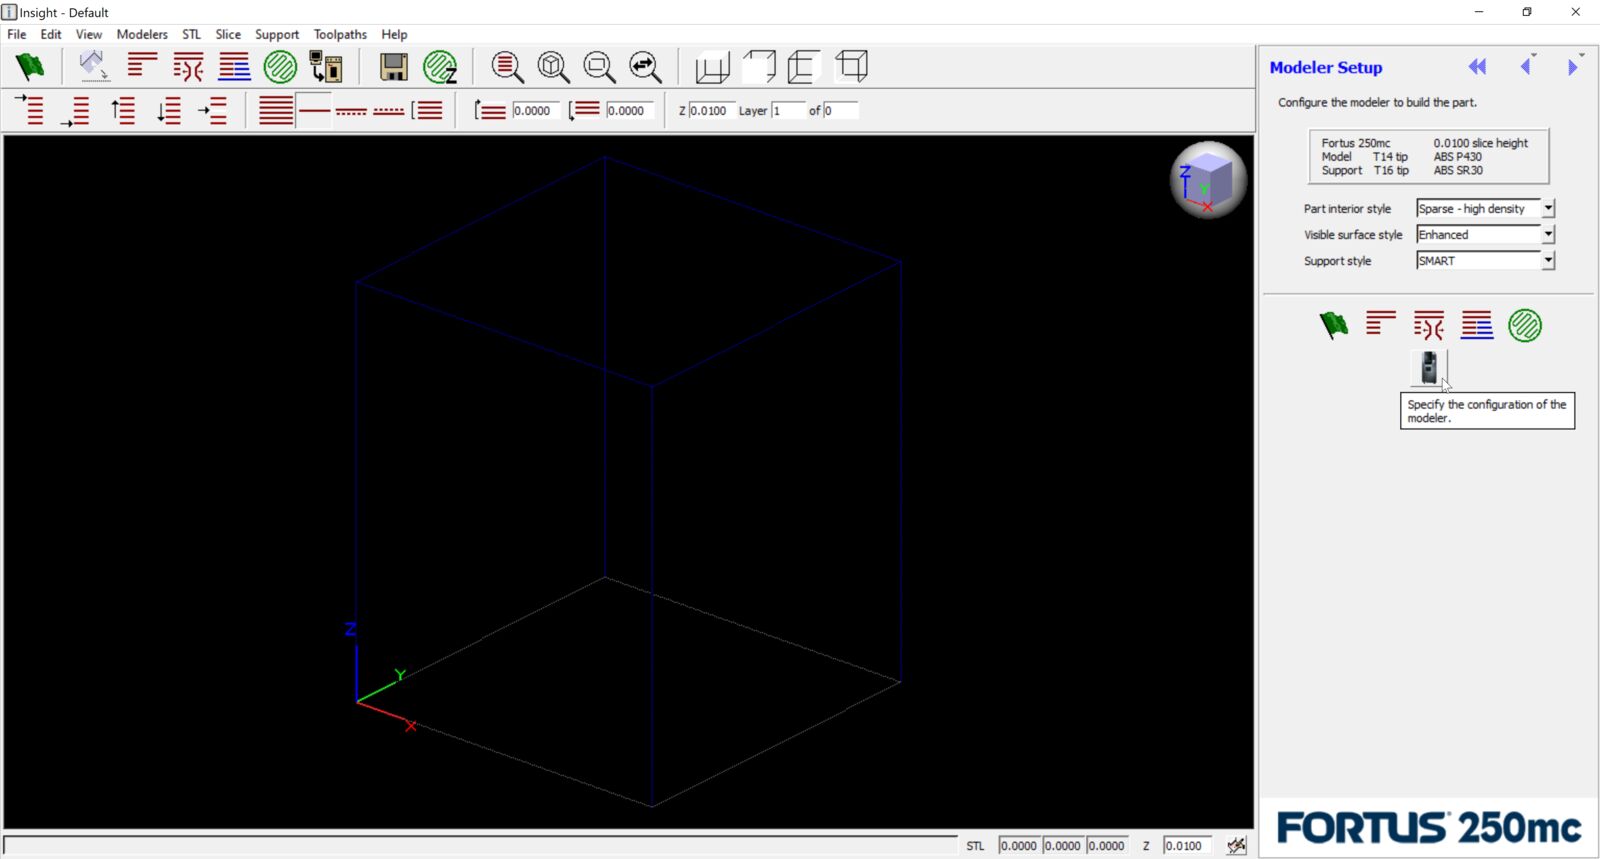 Insight - Default
File Edit View Modelers STL Slice Support Toolpaths Help
Z
0.0000 0.0000 Z 0.0100 Layer 1 of 0
Z
Y
X
Z
Y
X
STL 0.0000 0.0000 0.0000 Z 0.0100
Modeler Setup
Configure the modeler to build the part.
Fortus 250mc 0.0100 slice height
Model T14 tip ABS P430
Support T16 tip ABS SR30
Part interior style Sparse - high density
Visible surface style Enhanced
Support style SMART
Specify the configuration of the
modeler.
FORTUS 250mc